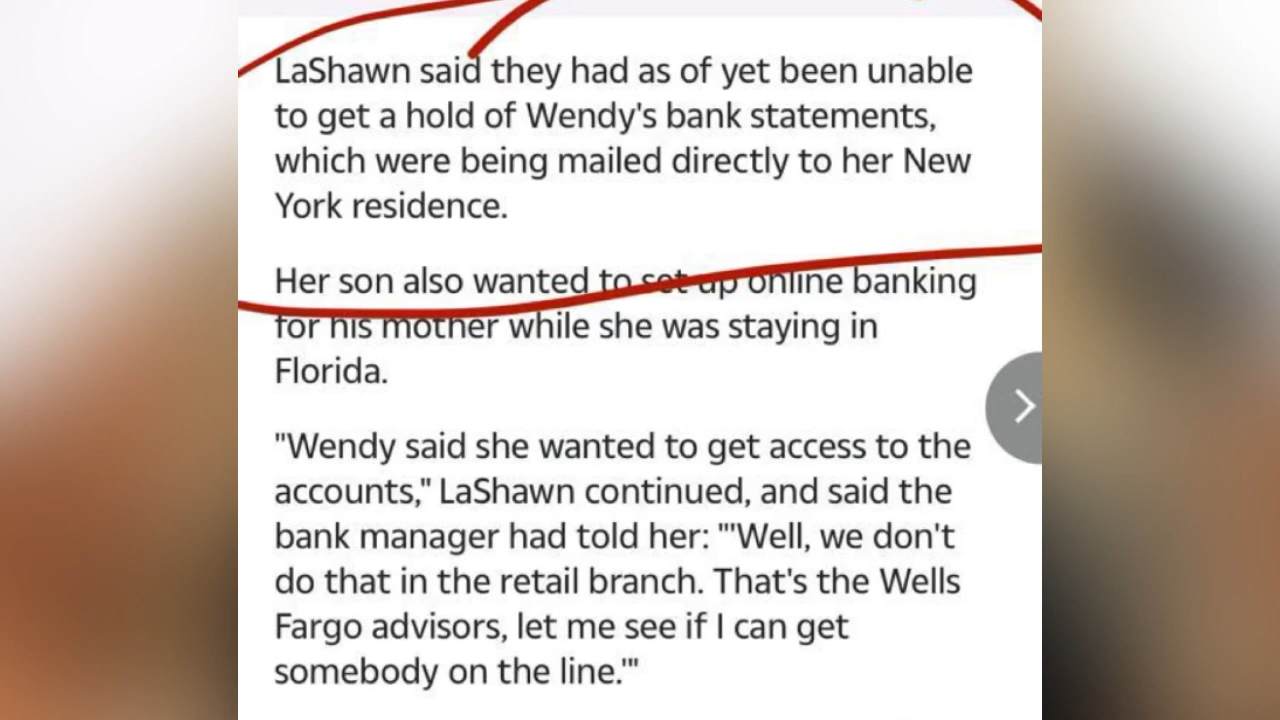 LaShawn said they had as of yet been unable
to get a hold of Wendy's bank statements,
which were being mailed directly to her New
York residence.
Her son also wanted to set up online banking
for his mother while she was staying in
Florida.
"Wendy said she wanted to get access to the
accounts," LaShawn continued, and said the
bank manager had told her: "'Well, we don't
do that in the retail branch. That's the Wells
Fargo advisors, let me see if I can get
somebody on the line.'"